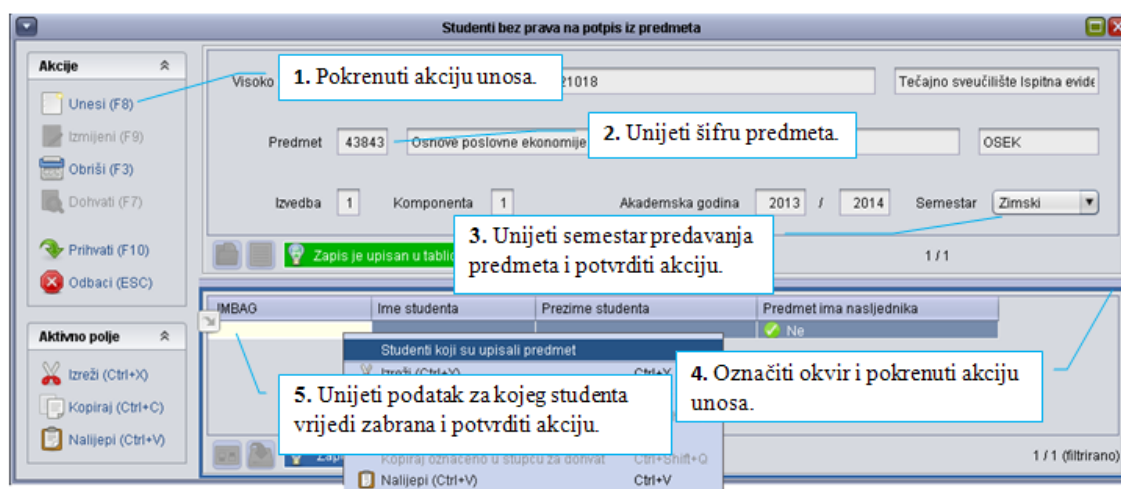 Studenti bez prava na potpis iz predmeta
Akcije
Unesi (F8)
Izmijeni (F9)
Obriši (F3)
Dohvati (F7)
Prihvati (F10)
Odbaci (ESC)
Aktivno polje
Izreži (Ctrl+X)
Kopiraj (Ctrl+C)
Nalijepi (Ctrl+V)
1. Pokrenuti akciju unosa.
Visoko 21018 Tečajno sveučilište Ispitna evide
2. Unijeti šifru predmeta.
Predmet 43843 Osnove poslovne ekonomije OSEK
Izvedba 1 Komponenta 1 Akademska godina 2013 / 2014 Semestar Zimski
3. Unijeti semestar predavanja
predmeta i potvrditi akciju.
Zapis je upisan u tablic 1 / 1
JMBAG Ime studenta Prezime studenta Predmet ima nasljednika
Ne
Studenti koji su upisali predmet
Izreži (Ctrl+X) Ctrl+X
4. Označiti okvir i pokrenuti akciju
unosa.
5. Unijeti podatak za kojeg studenta
vrijedi zabrana i potvrditi akciju.
Kopiraj označeno u stupcu za dohvat Ctrl+Shift+Q
Zap 1 / 1 (filtrirano)
Nalijepi (Ctrl+V) Ctrl+V